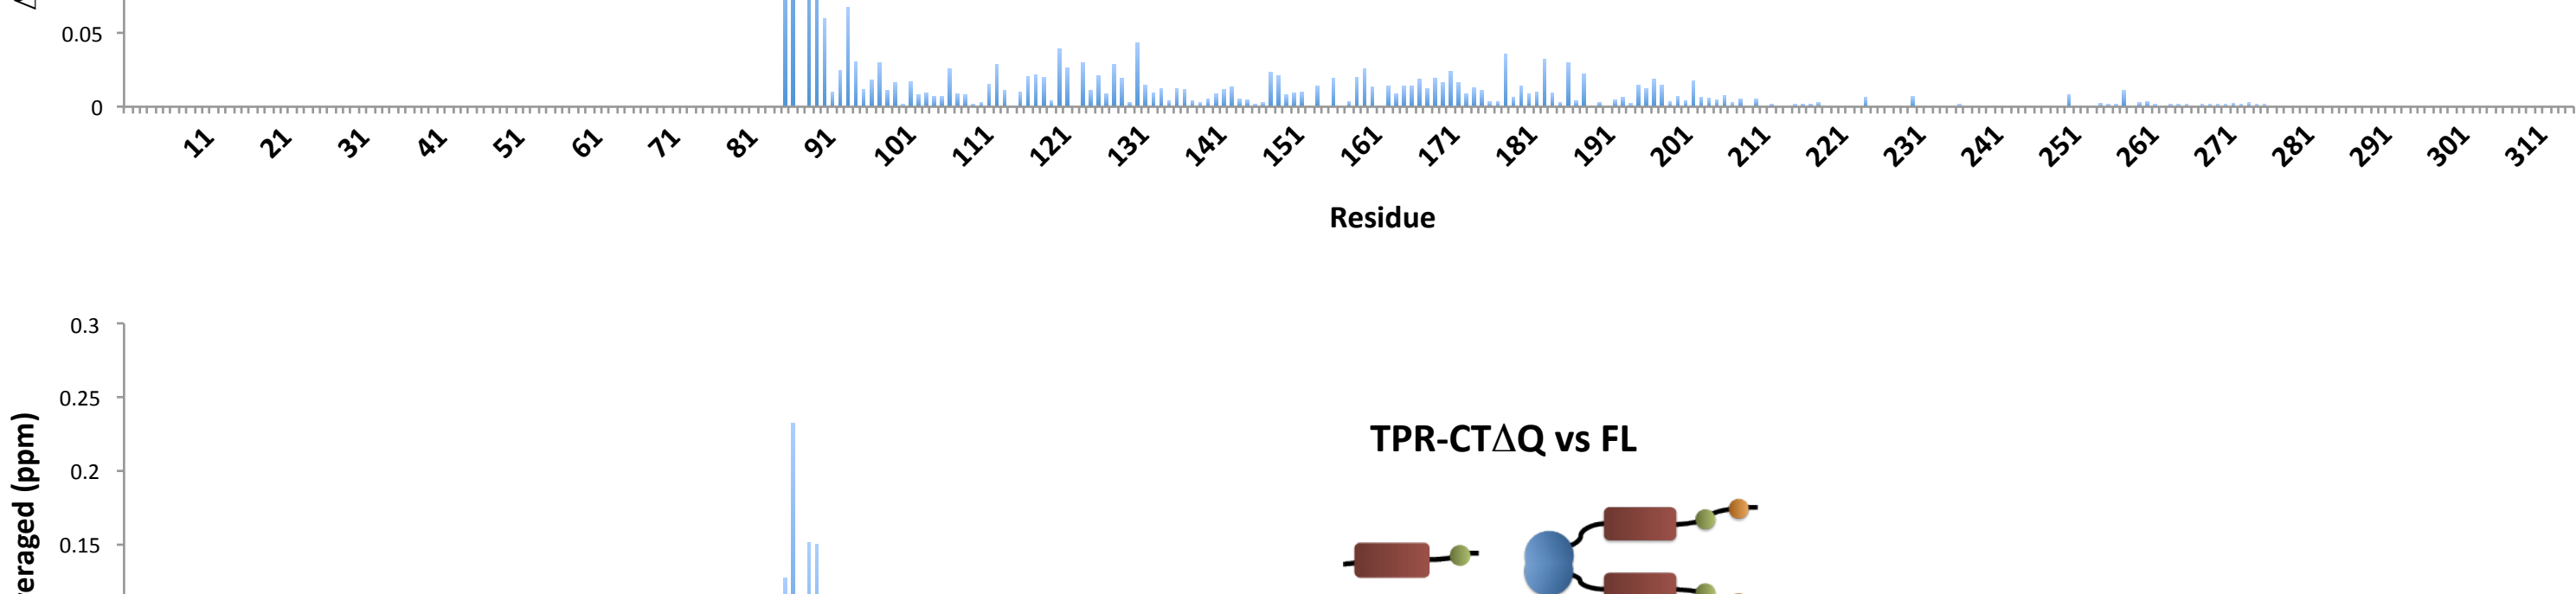 Δ
0.05
0
11 21 31 41 51 61 71 81 91 101 111 121 131 141 151 161 171 181 191 201 211 221 231 241 251 261 271 281 291 301 311
Residue
0.3
0.25
TPR-CTΔQ vs FL
0.2
0.15
veraged (ppm)